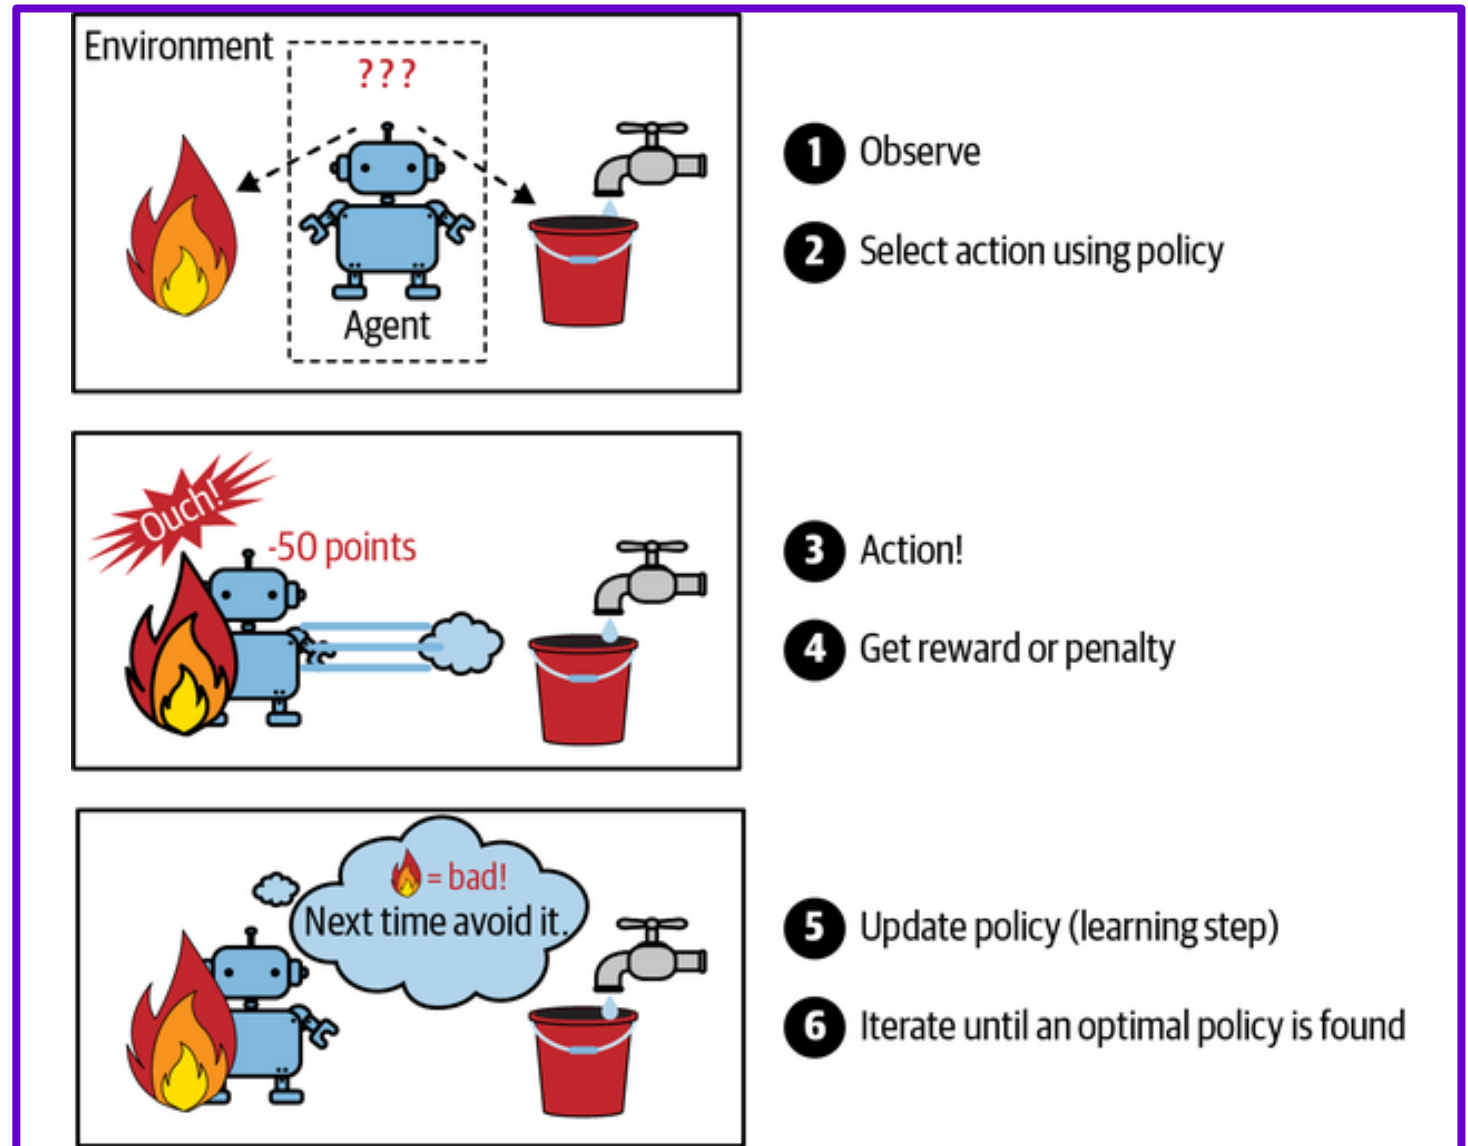 Environment
???
Agent
1 Observe
2 Select action using policy
Ouch!
-50 points
3 Action!
4 Get reward or penalty
= bad!
Next time avoid it.
5 Update policy (learning step)
6 Iterate until an optimal policy is found